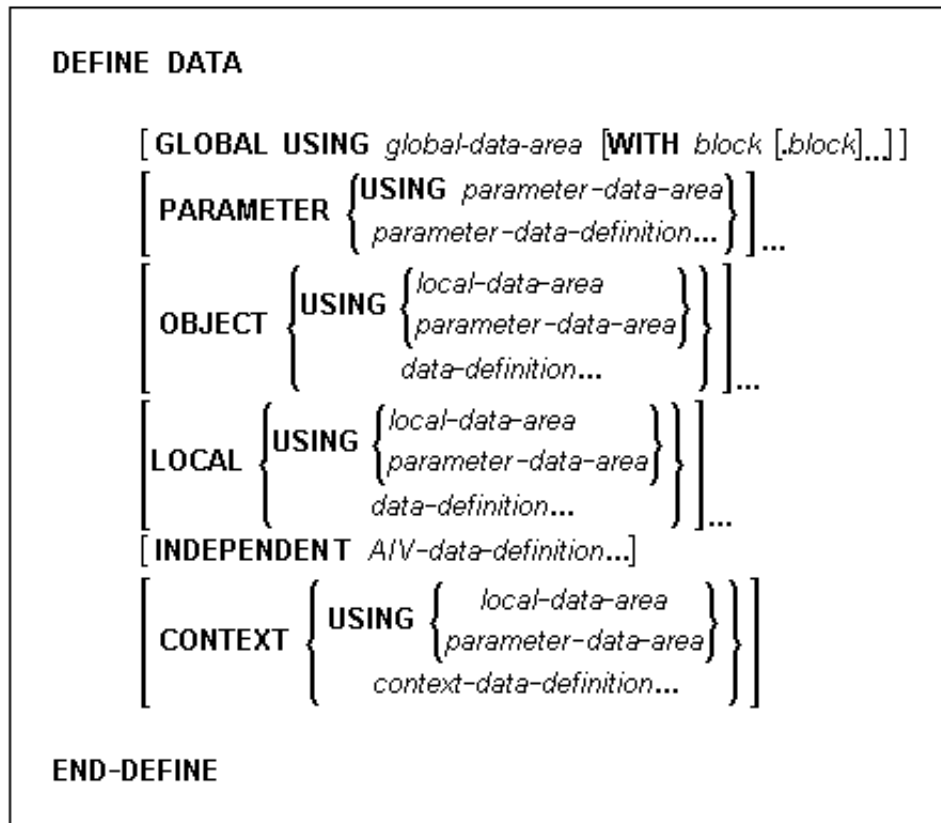 DEFINE DATA
[ GLOBAL USING global-data-area [WITH block [.block]...]]
[ PARAMETER { USING parameter-data-area
parameter-data-definition... } ] ...
[ OBJECT { USING { local-data-area
parameter-data-area }
data-definition... } ] ...
[ LOCAL { USING { local-data-area
parameter-data-area }
data-definition... } ] ...
[ INDEPENDENT AIV-data-definition...]
[ CONTEXT { USING { local-data-area
parameter-data-area }
context-data-definition... } ]
END-DEFINE